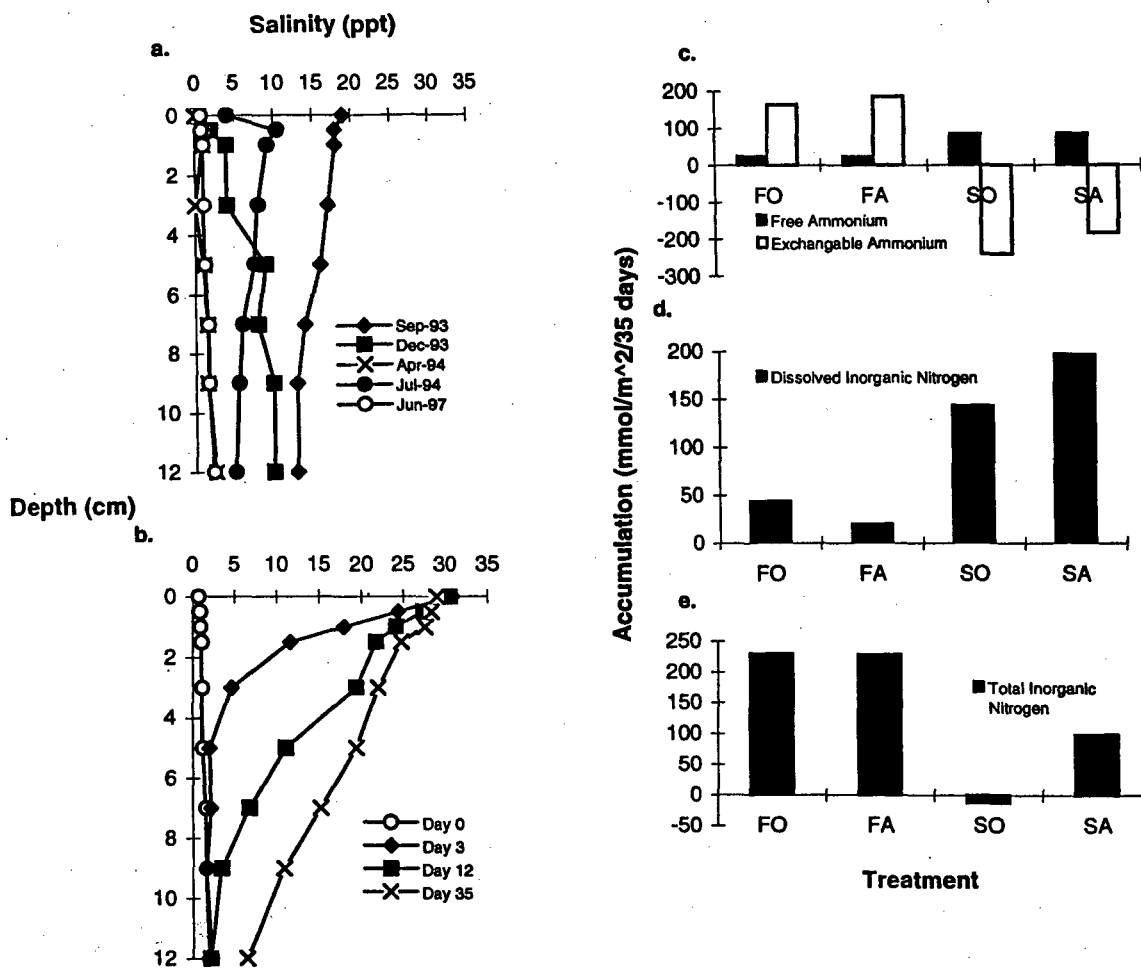 Salinity (ppt)
a.
0 5 10 15 20 25 30 35
0
2
4
6
8
10
12
Sep-93
Dec-93
Apr-94
Jul-94
Jun-97
Depth (cm)
b.
0 5 10 15 20 25 30 35
0
2
4
6
8
10
12
Day 0
Day 3
Day 12
Day 35
Accumulation (mmol/m^2/35 days)
c.
200
100
0
-100
-200
-300
FO FA SO SA
Free Ammonium
Exchangable Ammonium
d.
200
150
100
50
0
Dissolved Inorganic Nitrogen
FO FA SO SA
e.
250
200
150
100
50
0
-50
Total Inorganic
Nitrogen
FO FA SO SA
Treatment